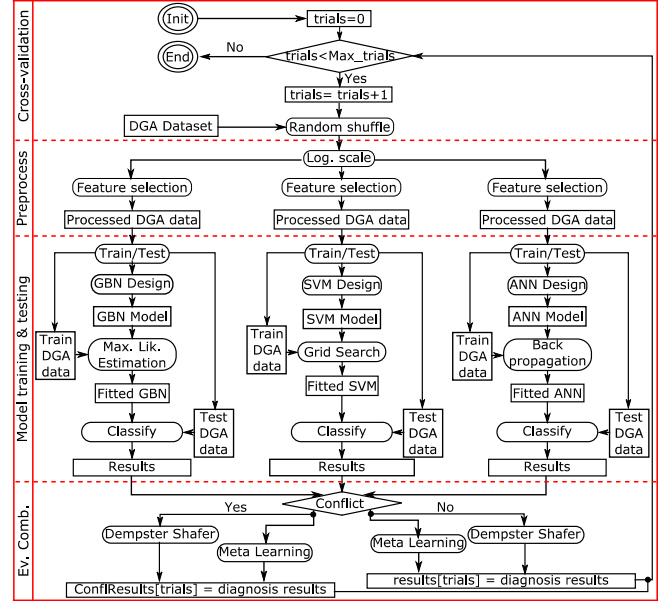 Cross-validation
Init
trials=0
End
No
trials<Max_trials
Yes
trials= trials+1
DGA Dataset
Random shuffle
Preprocess
Log. scale
Feature selection
Feature selection
Feature selection
Processed DGA data
Processed DGA data
Processed DGA data
Model training & testing
Train/Test
GBN Design
GBN Model
Train
DGA
data
Max. Lik.
Estimation
Fitted GBN
Classify
Test
DGA
data
Results
Train/Test
SVM Design
SVM Model
Train
DGA
data
Grid Search
Fitted SVM
Classify
Test
DGA
data
Results
Train/Test
ANN Design
ANN Model
Train
DGA
data
Back
propagation
Fitted ANN
Classify
Test
DGA
data
Results
Ev. Comb.
Conflict
Yes
No
Dempster Shafer
Meta Learning
Meta Learning
Dempster Shafer
ConflResults[trials] = diagnosis results
results[trials] = diagnosis results